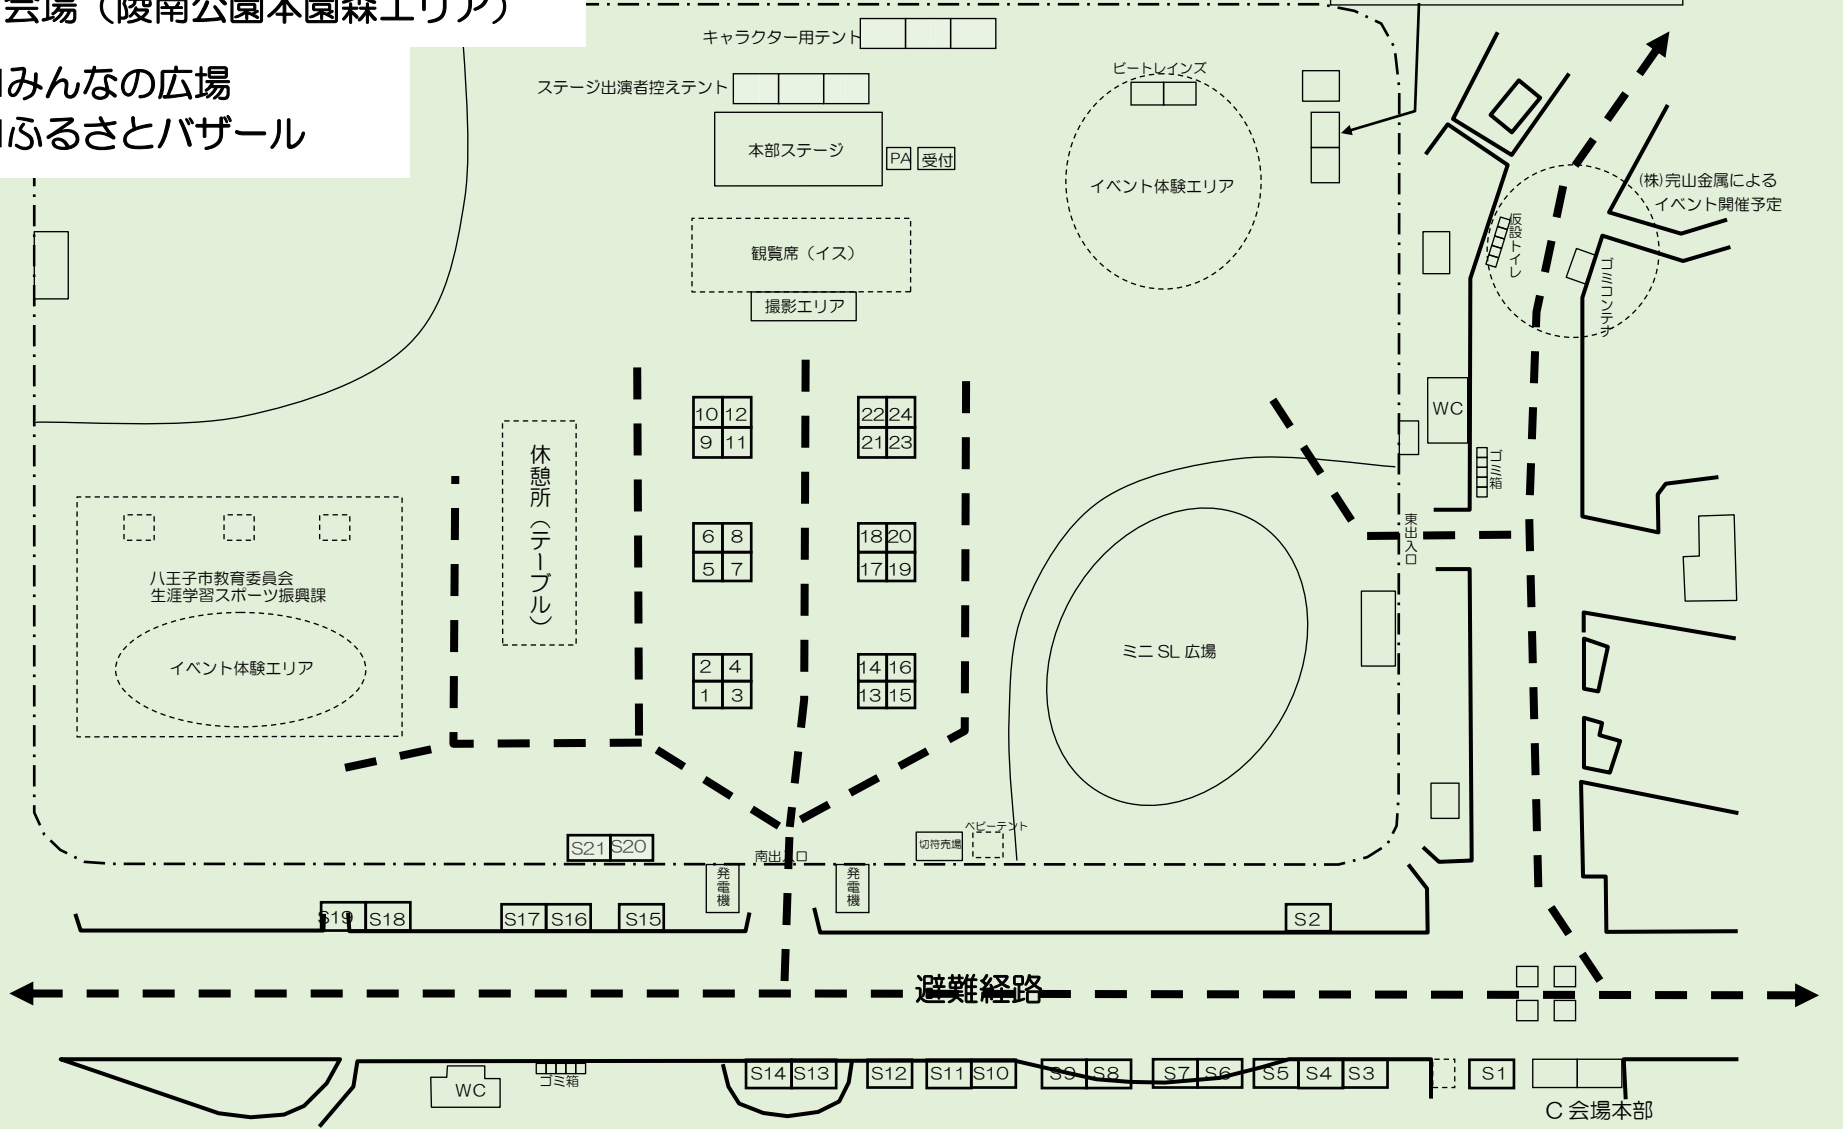 会場（陵南公園本園森エリア）
みんなの広場
ふるさとバザール
キャラクター用テント
ステージ出演者控えテント
本部ステージ
PA
受付
ビートレインズ
イベント体験エリア
(株)完山金属による
イベント開催予定
仮設トイレ
ゴミコンテナ
観覧席（イス）
撮影エリア
WC
ゴミ箱
東出入口
10 12
9 11
22 24
21 23
休憩所（テーブル）
6 8
5 7
18 20
17 19
八王子市教育委員会
生涯学習スポーツ振興課
イベント体験エリア
2 4
1 3
14 16
13 15
ミニ SL 広場
S21 S20
南出入口
切符売場
ベビーテント
発電機
発電機
S19 S18
S17 S16
S15
S2
避難経路
WC
ゴミ箱
S14 S13
S12
S11 S10
S9 S8
S7 S6
S5 S4 S3
S1
C 会場本部